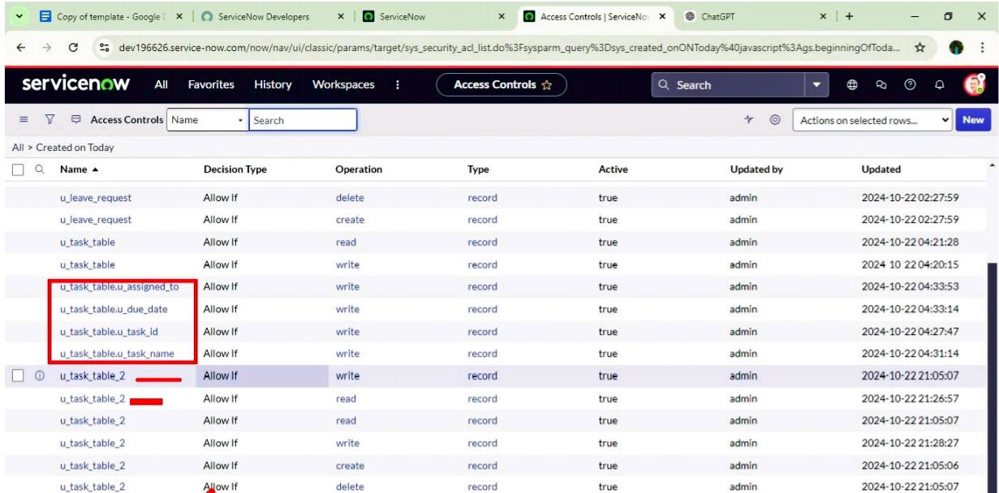 Copy of template - Google D
ServiceNow Developers
ServiceNow
Access Controls | ServiceNov
ChatGPT
dev196626.service-now.com/now/nav/ui/classic/params/target/sys_security_acl_list.do%3Fsysparm_query%3Dsys_created_onONToday%40javascript%3Ags.beginningOfToda...
servicenow All Favorites History Workspaces Access Controls Search
Access Controls Name Search Actions on selected rows... New
All > Created on Today
Name Decision Type Operation Type Active Updated by Updated
u_leave_request Allow If delete record true admin 2024-10-22 02:27:59
u_leave_request Allow If create record true admin 2024-10-22 02:27:59
u_task_table Allow If read record true admin 2024-10-22 04:21:28
u_task_table Allow If write record true admin 2024 10 22 04:20:15
u_task_table.u_assigned_to Allow If write record true admin 2024-10-22 04:33:53
u_task_table.u_due_date Allow If write record true admin 2024-10-22 04:33:14
u_task_table.u_task_id Allow If write record true admin 2024-10-22 04:27:47
u_task_table.u_task_name Allow If write record true admin 2024-10-22 04:31:14
u_task_table_2 Allow If write record true admin 2024-10-22 21:05:07
u_task_table_2 Allow If read record true admin 2024-10-22 21:26:57
u_task_table_2 Allow If read record true admin 2024-10-22 21:05:07
u_task_table_2 Allow If write record true admin 2024-10-22 21:28:27
u_task_table_2 Allow If create record true admin 2024-10-22 21:05:06
u_task_table_2 Allow If delete record true admin 2024-10-22 21:05:07